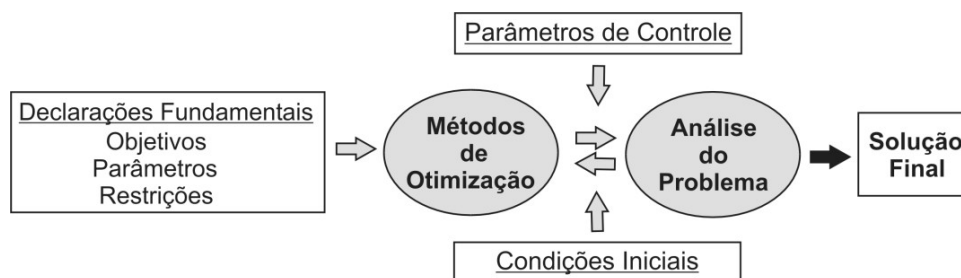 Parâmetros de Controle
Declarações Fundamentais
Objetivos
Parâmetros
Restrições
Métodos
de
Otimização
Análise
do
Problema
Solução
Final
Condições Iniciais